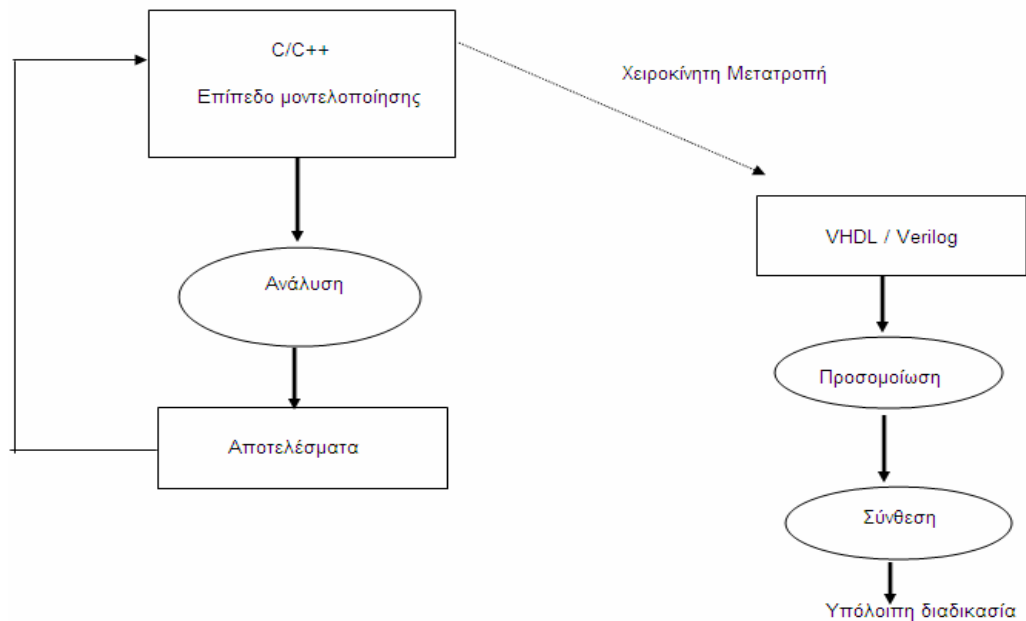 C/C++
Επίπεδο μοντελοποίησης
Χειροκίνητη Μετατροπή
VHDL / Verilog
Ανάλυση
Προσομοίωση
Αποτελέσματα
Σύνθεση
Υπόλοιπη διαδικασία